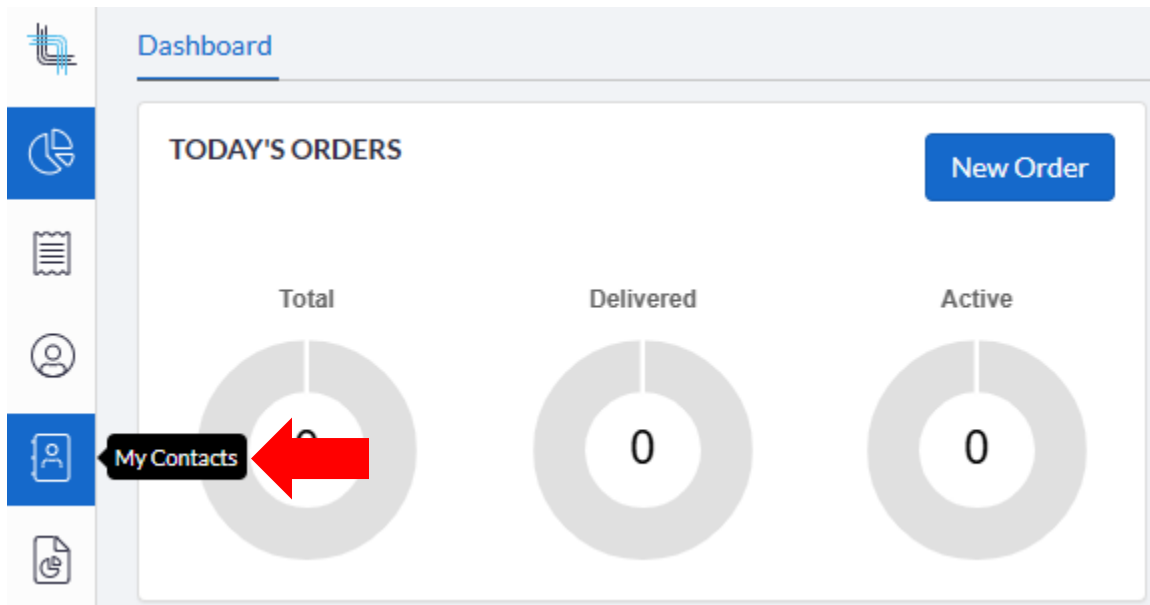 Dashboard
TODAY'S ORDERS
New Order
Total
Delivered
Active
0
0
My Contacts